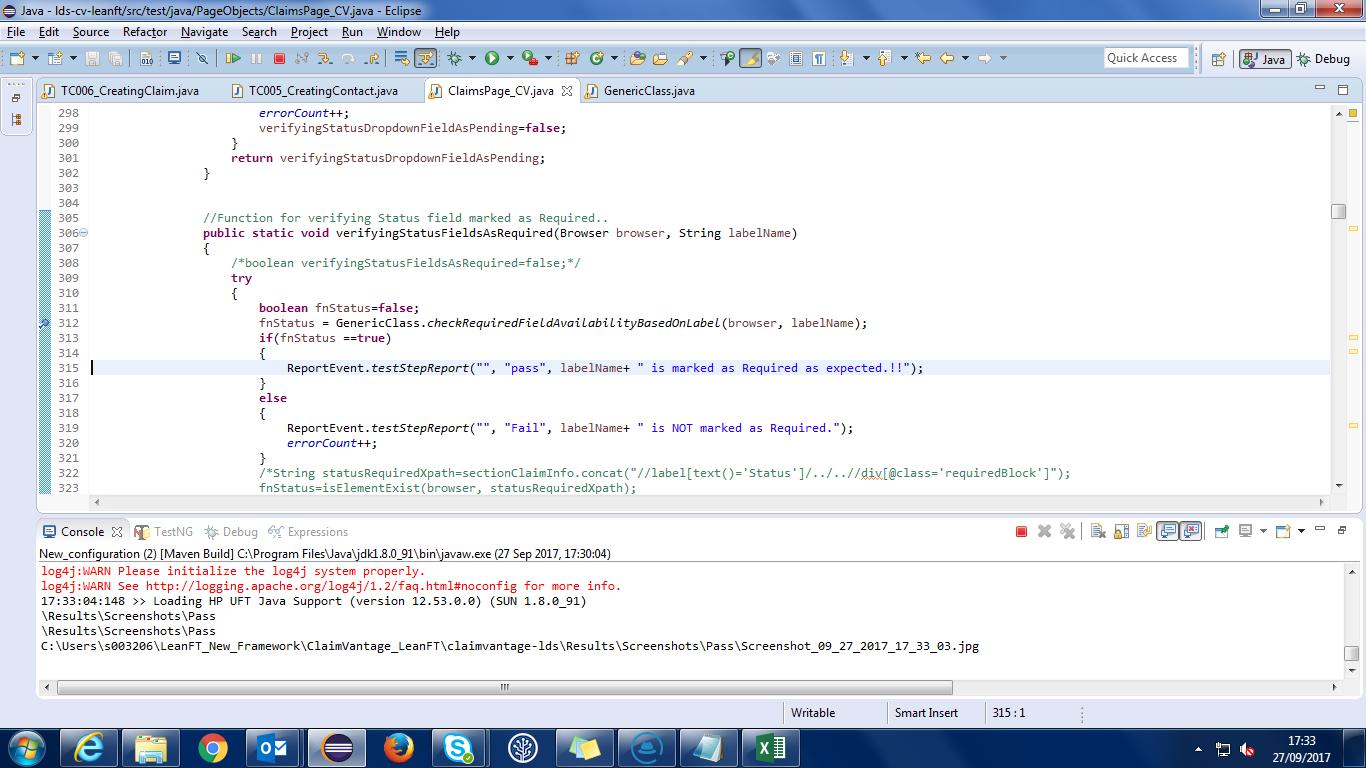 Java - lds-cv-leanft/src/test/java/PageObjects/ClaimsPage_CV.java - Eclipse
File Edit Source Refactor Navigate Search Project Run Window Help
Quick Access
Java
Debug
TC006_CreatingClaim.java
TC005_CreatingContact.java
ClaimsPage_CV.java
GenericClass.java
298 errorCount++;
299 verifyingStatusDropdownFieldAsPending=false;
300 }
301 return verifyingStatusDropdownFieldAsPending;
302 }
303
304
305 //Function for verifying Status field marked as Required..
306 public static void verifyingStatusFieldsAsRequired(Browser browser, String labelName)
307 {
308 /*boolean verifyingStatusFieldsAsRequired=false;*/
309 try
310 {
311 boolean fnStatus=false;
312 fnStatus = GenericClass.checkRequiredFieldAvailabilityBasedOnLabel(browser, labelName);
313 if(fnStatus ==true)
314 {
315 ReportEvent.testStepReport("", "pass", labelName+ " is marked as Required as expected.!!");
316 }
317 else
318 {
319 ReportEvent.testStepReport("", "Fail", labelName+ " is NOT marked as Required.");
320 errorCount++;
321 }
322 /*String statusRequiredXpath=sectionClaimInfo.concat("//label[text()='Status']/../..//div[@class='requiredBlock']");
323 fnStatus=isElementExist(browser, statusRequiredXpath);
Console
TestNG
Debug
Expressions
New_configuration (2) [Maven Build] C:\Program Files\Java\jdk1.8.0_91\bin\javaw.exe (27 Sep 2017, 17:30:04)
log4j:WARN Please initialize the log4j system properly.
log4j:WARN See http://logging.apache.org/log4j/1.2/faq.html#noconfig for more info.
17:33:04:148 >> Loading HP UFT Java Support (version 12.53.0.0) (SUN 1.8.0_91)
\Results\Screenshots\Pass
\Results\Screenshots\Pass
C:\Users\s003206\LeanFT_New_Framework\ClaimVantage_LeanFT\claimvantage-lds\Results\Screenshots\Pass\Screenshot_09_27_2017_17_33_03.jpg
Writable
Smart Insert
315 : 1
17:33
27/09/2017